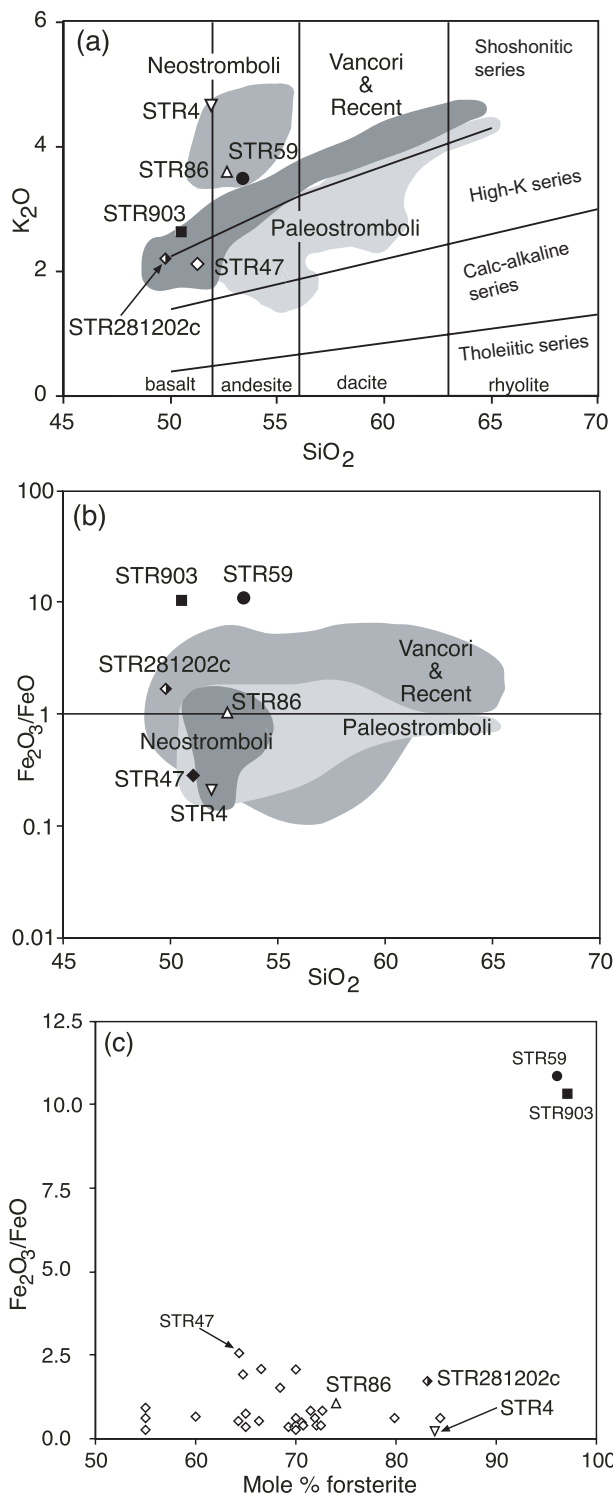 (a)
6
4
2
0
K2O
Neostromboli
Vancori
&
Recent
Shoshonitic
series
STR4
STR86
STR59
STR903
High-K series
Paleostromboli
STR47
Calc-alkaline
series
STR281202c
Tholeiitic series
basalt
andesite
dacite
rhyolite
45
50
55
60
65
70
SiO2
(b)
100
10
1
0.1
0.01
Fe2O3/FeO
STR903
STR59
STR281202c
Vancori
&
Recent
STR86
Paleostromboli
Neostromboli
STR47
STR4
45
50
55
60
65
70
SiO2
(c)
12.5
10.0
7.5
5.0
2.5
0.0
Fe2O3/FeO
STR59
STR903
STR47
STR86
STR281202c
STR4
50
60
70
80
90
100
Mole % forsterite